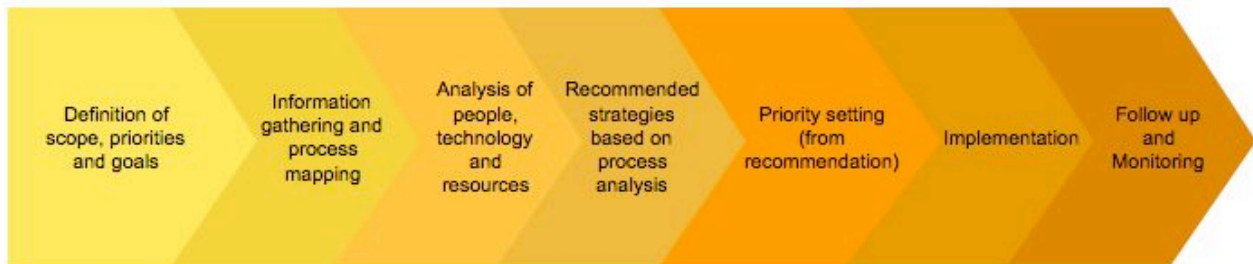 Definition of
scope, priorities
and goals
Information
gathering and
process
mapping
Analysis of
people,
technology
and
resources
Recommended
strategies
based on
process
analysis
Priority setting
(from
recommendation)
Implementation
Follow up
and
Monitoring